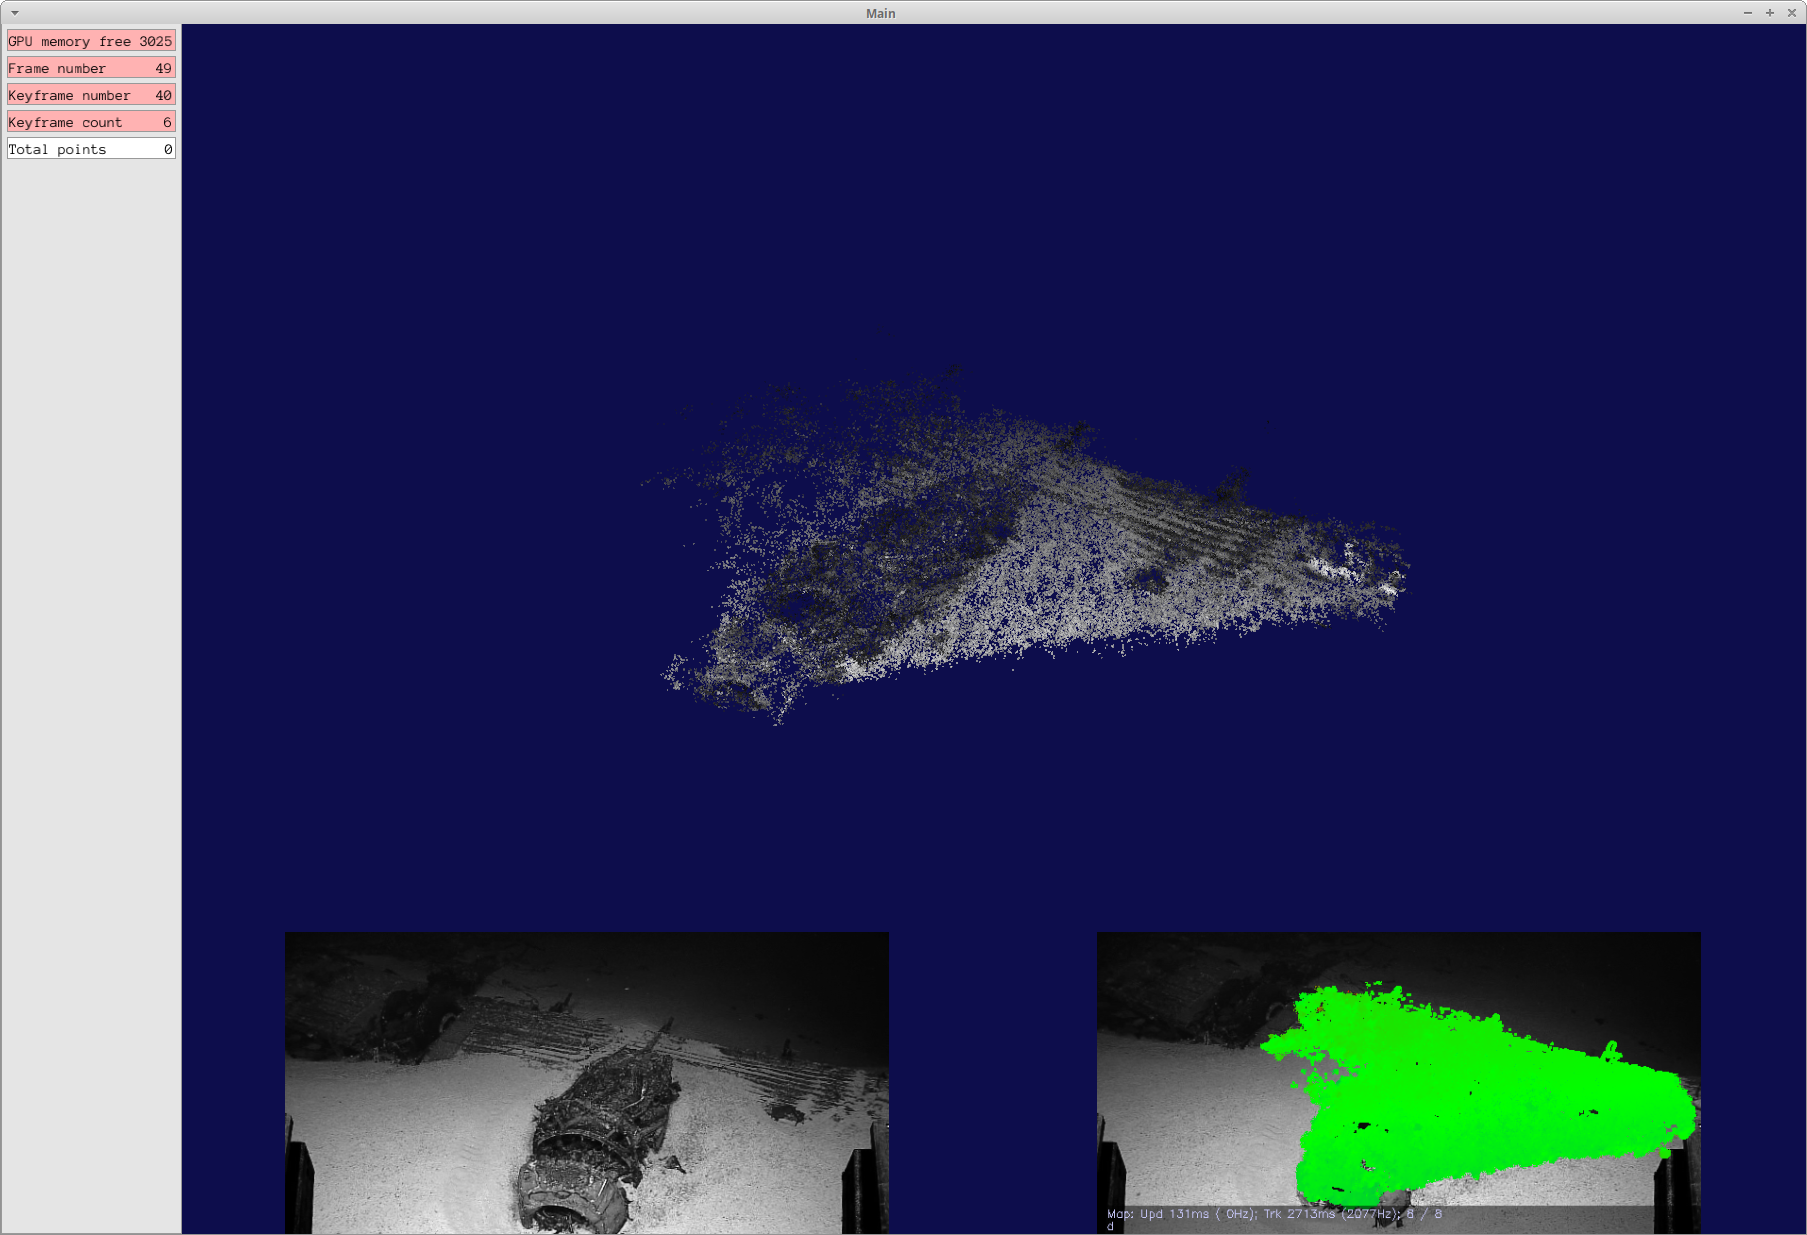 Main
GPU memory free 3025
Frame number 49
Keyframe number 40
Keyframe count 6
Total points 0
Map: Upd 131ms ( 0Hz); Trk 2713ms (2077Hz); 8 / 8
d